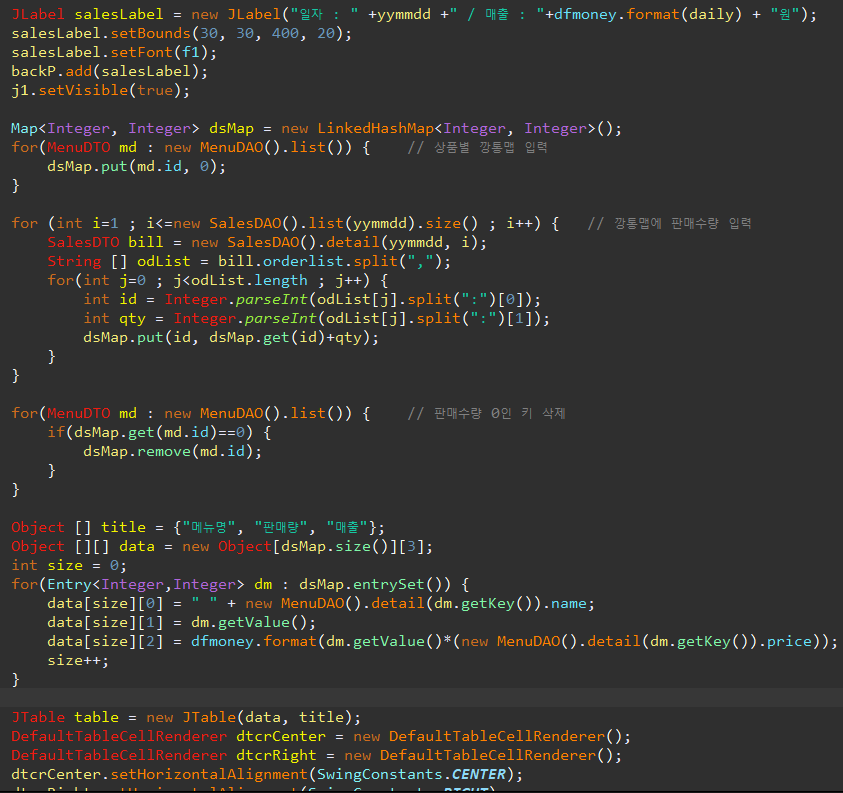 JLabel salesLabel = new JLabel("일자 : " +yymmdd +" / 매출 : "+dfmoney.format(daily) + "원");
salesLabel.setBounds(30, 30, 400, 20);
salesLabel.setFont(f1);
backP.add(salesLabel);
j1.setVisible(true);

Map<Integer, Integer> dsMap = new LinkedHashMap<Integer, Integer>();
for(MenuDTO md : new MenuDAO().list()) {    // 상품별 깡통맵 입력
    dsMap.put(md.id, 0);
}

for (int i=1 ; i<=new SalesDAO().list(yymmdd).size() ; i++) {   // 깡통맵에 판매수량 입력
    SalesDTO bill = new SalesDAO().detail(yymmdd, i);
    String [] odList = bill.orderlist.split(",");
    for(int j=0 ; j<odList.length ; j++) {
        int id = Integer.parseInt(odList[j].split(":")[0]);
        int qty = Integer.parseInt(odList[j].split(":")[1]);
        dsMap.put(id, dsMap.get(id)+qty);
    }
}

for(MenuDTO md : new MenuDAO().list()) {    // 판매수량 0인 키 삭제
    if(dsMap.get(md.id)==0) {
        dsMap.remove(md.id);
    }
}

Object [] title = {"메뉴명", "판매량", "매출"};
Object [][] data = new Object[dsMap.size()][3];
int size = 0;
for(Entry<Integer,Integer> dm : dsMap.entrySet()) {
    data[size][0] = " " + new MenuDAO().detail(dm.getKey()).name;
    data[size][1] = dm.getValue();
    data[size][2] = dfmoney.format(dm.getValue()*(new MenuDAO().detail(dm.getKey()).price));
    size++;
}

JTable table = new JTable(data, title);
DefaultTableCellRenderer dtcrCenter = new DefaultTableCellRenderer();
DefaultTableCellRenderer dtcrRight = new DefaultTableCellRenderer();
dtcrCenter.setHorizontalAlignment(SwingConstants.CENTER);